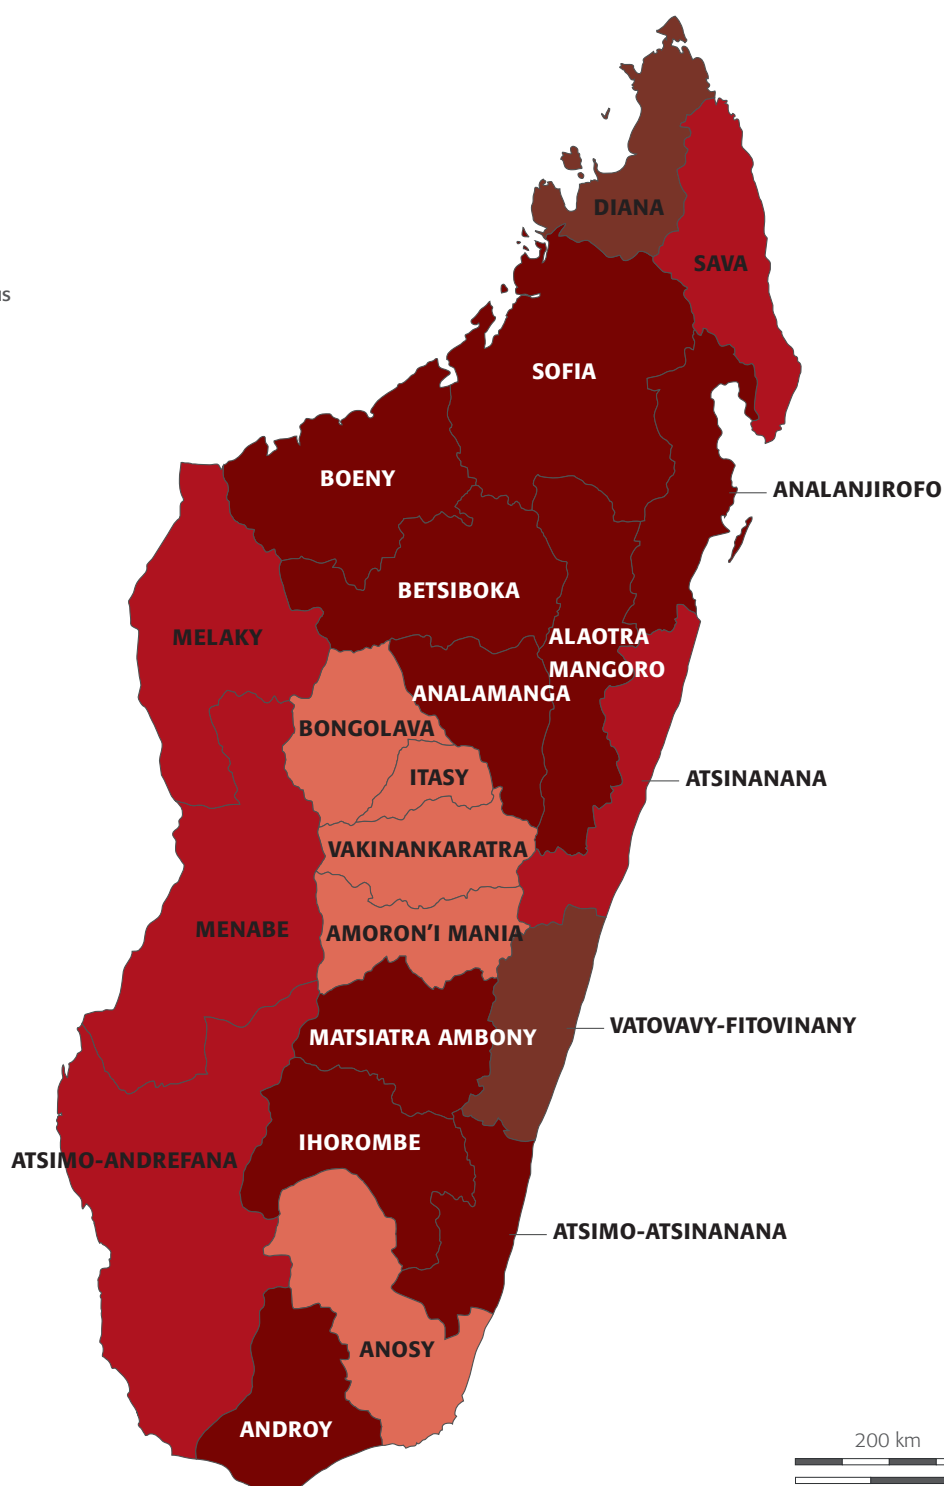 DIANA
SAVA
SOFIA
BOENY
ANALANJIROFO
BETSIBOKA
MELAKY
ALAOTRA
MANGORO
ANALAMANGA
BONGOLAVA
ITASY
ATSINANANA
VAKINANKARATRA
MENABE
AMORON'I MANIA
VATOVAVY-FITOVINANY
MATSIATRA AMBONY
IHOROMBE
ATSIMO-ANDREFANA
ATSIMO-ATSINANANA
ANOSY
ANDROY
200 km